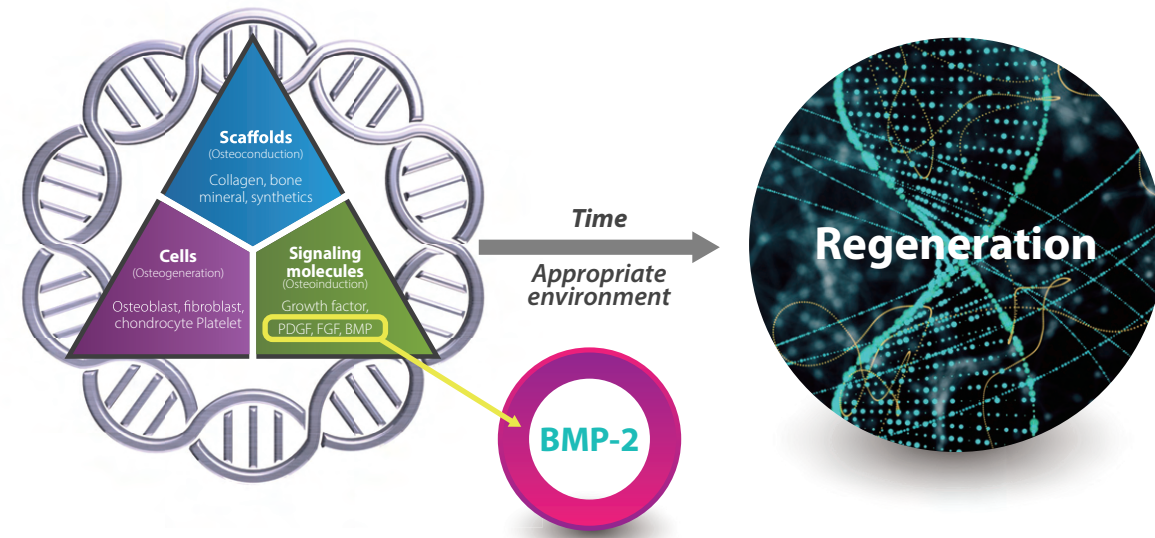 Scaffolds
(Osteoconduction)
Collagen, bone
mineral, synthetics
Cells
(Osteogeneration)
Osteoblast, fibroblast,
chondrocyte Platelet
Signaling
molecules
(Osteoinduction)
Growth factor,
PDGF, FGF, BMP
Time
Appropriate
environment
BMP-2
Regeneration